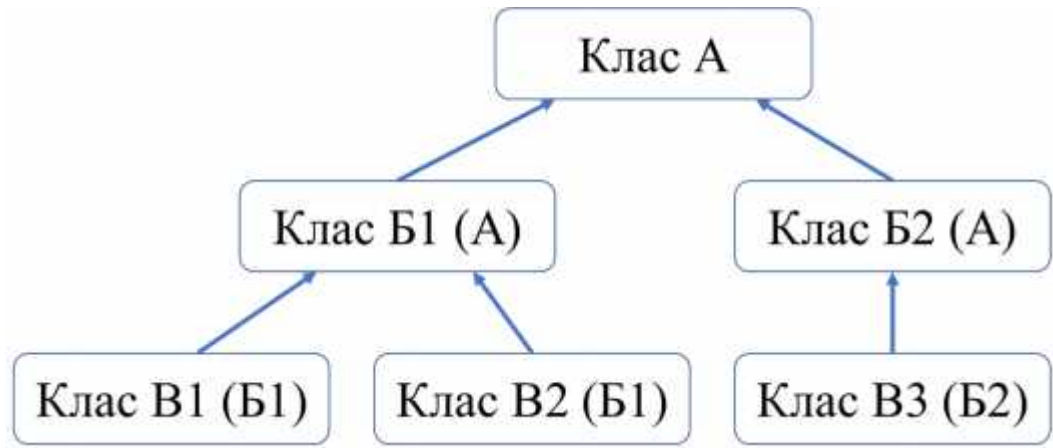 Клас А
Клас Б1 (А)
Клас Б2 (А)
Клас В1 (Б1)
Клас В2 (Б1)
Клас В3 (Б2)